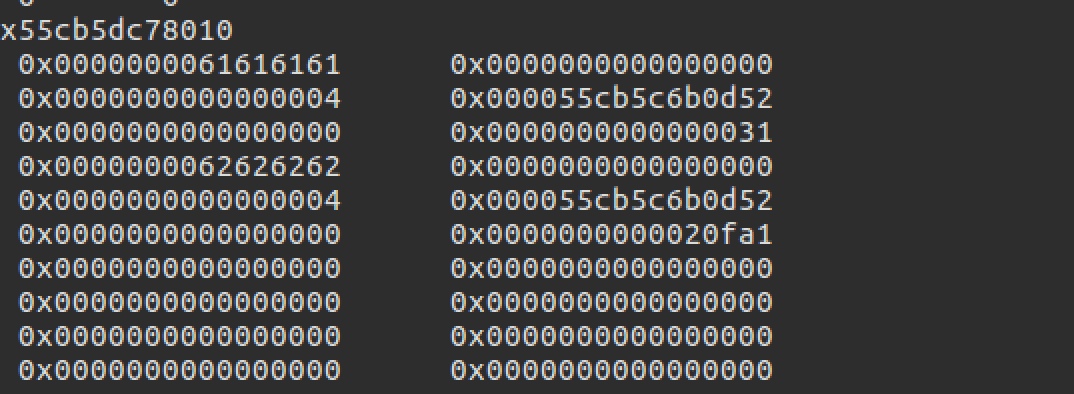 x55cb5dc78010
0x0000000061616161 0x0000000000000000
0x0000000000000004 0x000055cb5c6b0d52
0x0000000000000000 0x0000000000000031
0x0000000062626262 0x0000000000000000
0x0000000000000004 0x000055cb5c6b0d52
0x0000000000000000 0x0000000000020fa1
0x0000000000000000 0x0000000000000000
0x0000000000000000 0x0000000000000000
0x0000000000000000 0x0000000000000000
0x0000000000000000 0x0000000000000000